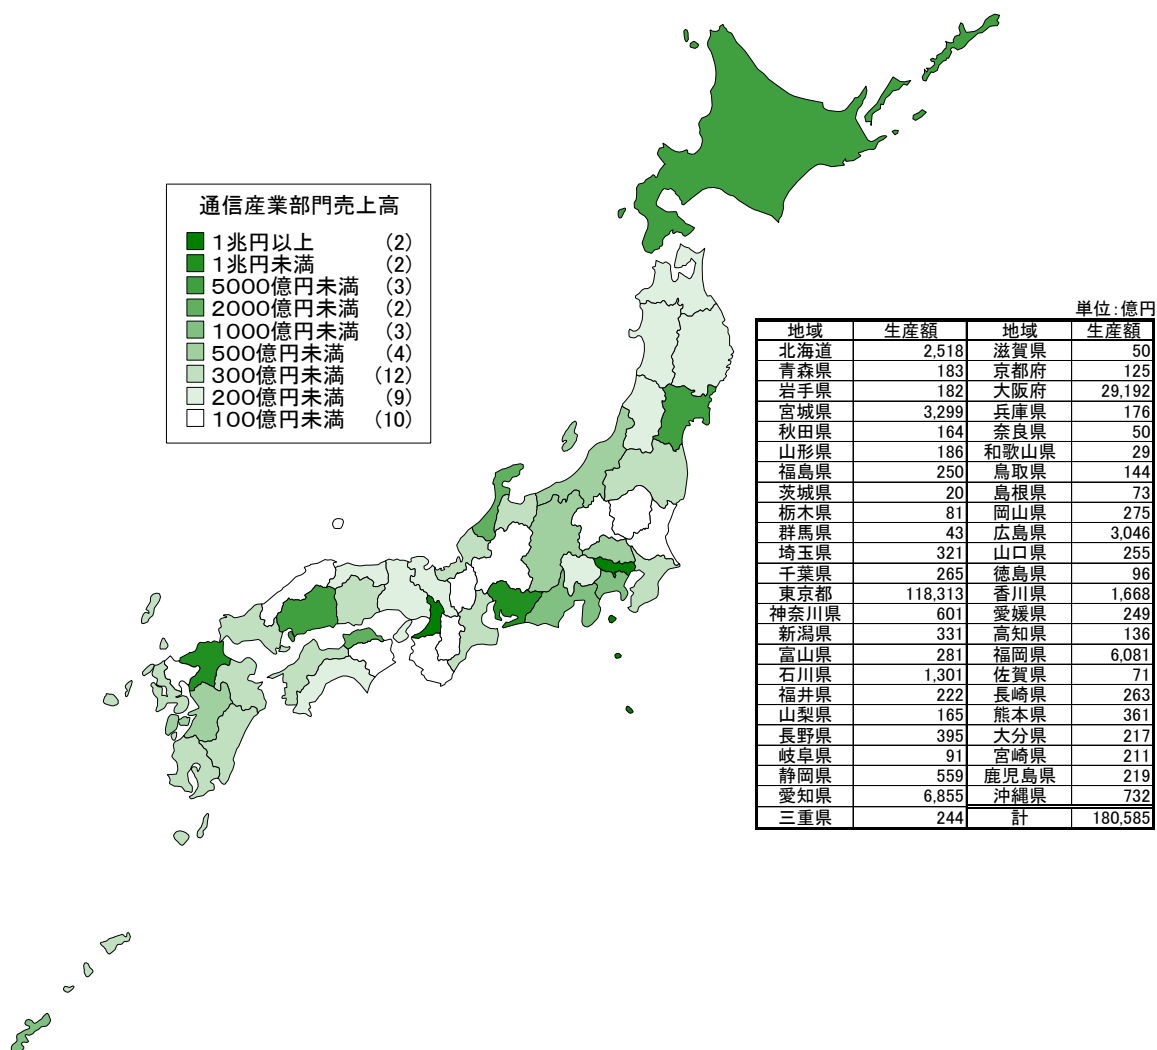 通信産業部門売上高
1兆円以上 (2)
1兆円未満 (2)
5000億円未満 (3)
2000億円未満 (2)
1000億円未満 (3)
500億円未満 (4)
300億円未満 (12)
200億円未満 (9)
100億円未満 (10)
単位:億円
地域 生産額 地域 生産額
北海道 2,518 滋賀県 50
青森県 183 京都府 125
岩手県 182 大阪府 29,192
宮城県 3,299 兵庫県 176
秋田県 164 奈良県 50
山形県 186 和歌山県 29
福島県 250 鳥取県 144
茨城県 20 島根県 73
栃木県 81 岡山県 275
群馬県 43 広島県 3,046
埼玉県 321 山口県 255
千葉県 265 徳島県 96
東京都 118,313 香川県 1,668
神奈川県 601 愛媛県 249
新潟県 331 高知県 136
富山県 281 福岡県 6,081
石川県 1,301 佐賀県 71
福井県 222 長崎県 263
山梨県 165 熊本県 361
長野県 395 大分県 217
岐阜県 91 宮崎県 211
静岡県 559 鹿児島県 219
愛知県 6,855 沖縄県 732
三重県 244 計 180,585